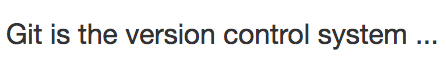 Git is the version control system ...